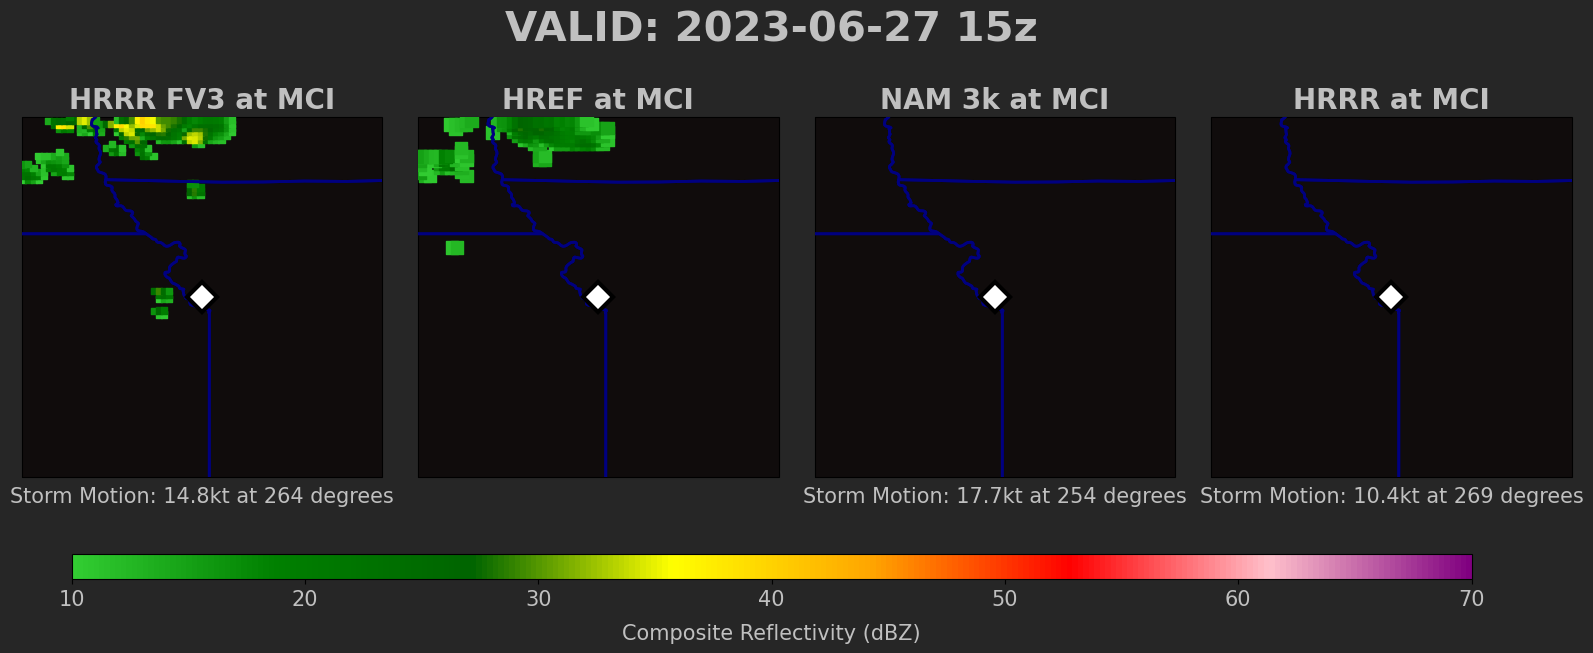 VALID: 2023-06-27 15z
HRRR FV3 at MCI
HREF at MCI
NAM 3k at MCI
HRRR at MCI
Storm Motion: 14.8kt at 264 degrees
Storm Motion: 17.7kt at 254 degrees
Storm Motion: 10.4kt at 269 degrees
10 20 30 40 50 60 70
Composite Reflectivity (dBZ)